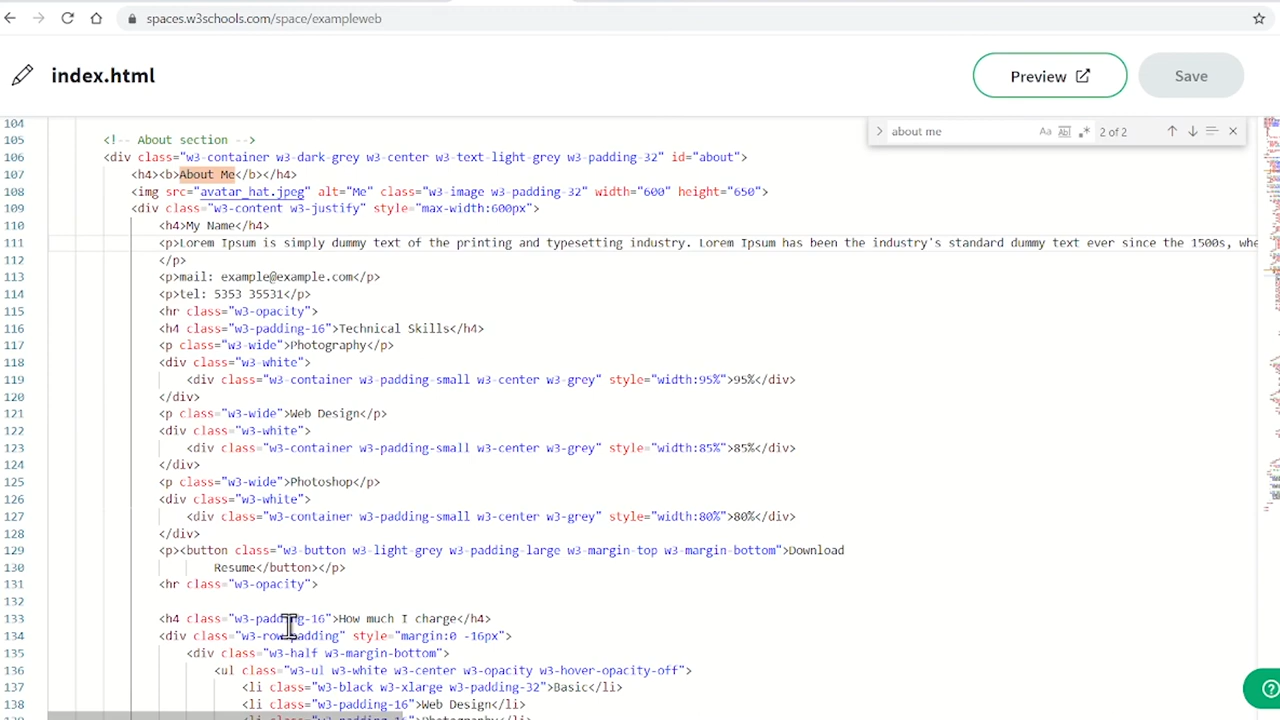 spaces.w3schools.com/space/exampleweb
index.html
Preview
Save
about me
Aa
Ab|
.*
2 of 2
104
105 <!-- About section -->
106 <div class="w3-container w3-dark-grey w3-center w3-text-light-grey w3-padding-32" id="about">
107 <h4><b>About Me</b></h4>
108 <img src="avatar_hat.jpeg" alt="Me" class="w3-image w3-padding-32" width="600" height="650">
109 <div class="w3-content w3-justify" style="max-width:600px">
110 <h4>My Name</h4>
111 <p>Lorem Ipsum is simply dummy text of the printing and typesetting industry. Lorem Ipsum has been the industry's standard dummy text ever since the 1500s, whe
112 </p>
113 <p>mail: example@example.com</p>
114 <p>tel: 5353 35531</p>
115 <hr class="w3-opacity">
116 <h4 class="w3-padding-16">Technical Skills</h4>
117 <p class="w3-wide">Photography</p>
118 <div class="w3-white">
119 <div class="w3-container w3-padding-small w3-center w3-grey" style="width:95%">95%</div>
120 </div>
121 <p class="w3-wide">Web Design</p>
122 <div class="w3-white">
123 <div class="w3-container w3-padding-small w3-center w3-grey" style="width:85%">85%</div>
124 </div>
125 <p class="w3-wide">Photoshop</p>
126 <div class="w3-white">
127 <div class="w3-container w3-padding-small w3-center w3-grey" style="width:80%">80%</div>
128 </div>
129 <p><button class="w3-button w3-light-grey w3-padding-large w3-margin-top w3-margin-bottom">Download
130 Resume</button></p>
131 <hr class="w3-opacity">
132
133 <h4 class="w3-padding-16">How much I charge</h4>
134 <div class="w3-row-padding" style="margin:0 -16px">
135 <div class="w3-half w3-margin-bottom">
136 <ul class="w3-ul w3-white w3-center w3-opacity w3-hover-opacity-off">
137 <li class="w3-black w3-xlarge w3-padding-32">Basic</li>
138 <li class="w3-padding-16">Web Design</li>
139 <li class="w3-padding-16">Photography</li>